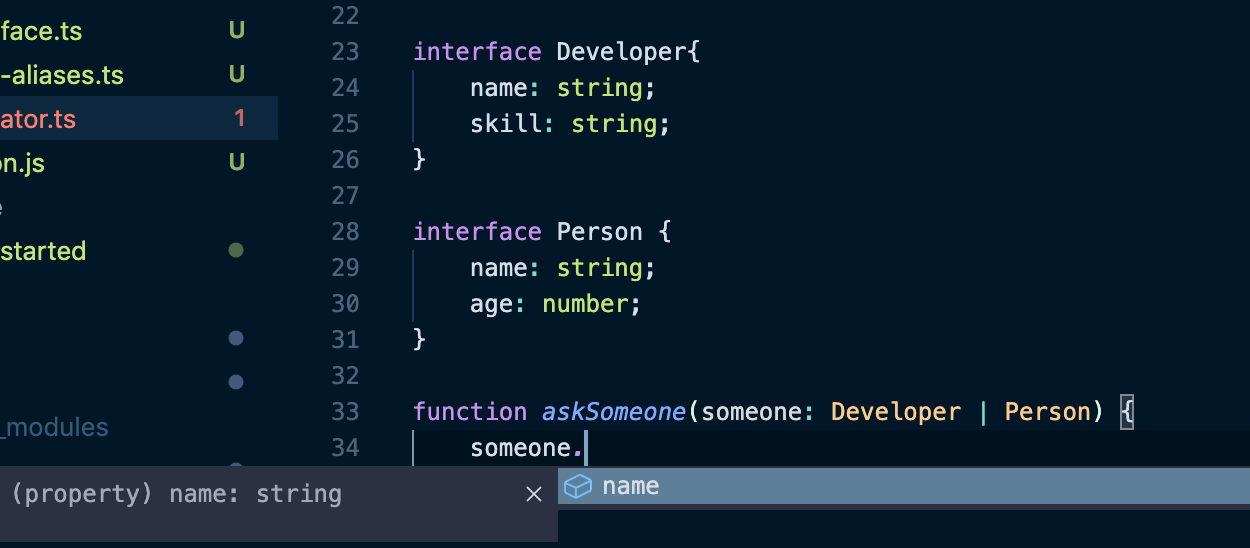 face.ts U
-aliases.ts U
ator.ts 1
on.js U
e
started
_modules
22
23 interface Developer{
24 name: string;
25 skill: string;
26 }
27
28 interface Person {
29 name: string;
30 age: number;
31 }
32
33 function askSomeone(someone: Developer | Person) {
34 someone.
(property) name: string
name